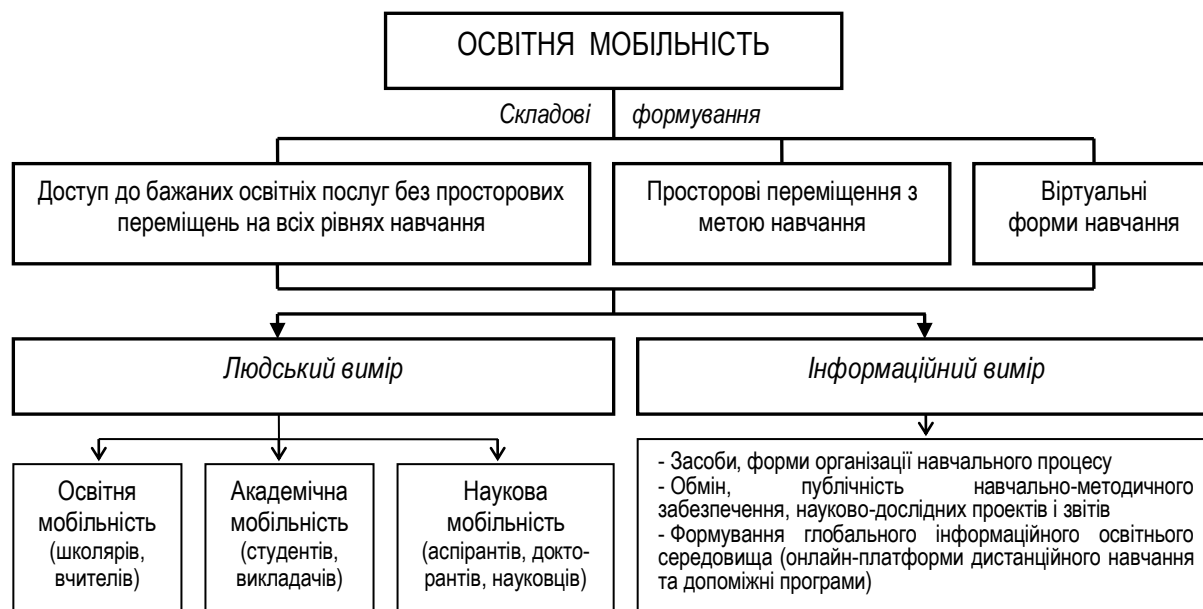 ОСВІТНЯ МОБІЛЬНІСТЬ
Складові формування
Доступ до бажаних освітніх послуг без просторових
переміщень на всіх рівнях навчання
Просторові переміщення з
метою навчання
Віртуальні
форми навчання
Людський вимір
Інформаційний вимір
Освітня
мобільність
(школярів,
вчителів)
Академічна
мобільність
(студентів,
викладачів)
Наукова
мобільність
(аспірантів, докто-
рантів, науковців)
- Засоби, форми організації навчального процесу
- Обмін, публічність навчально-методичного
забезпечення, науково-дослідних проектів і звітів
- Формування глобального інформаційного освітнього
середовища (онлайн-платформи дистанційного навчання
та допоміжні програми)